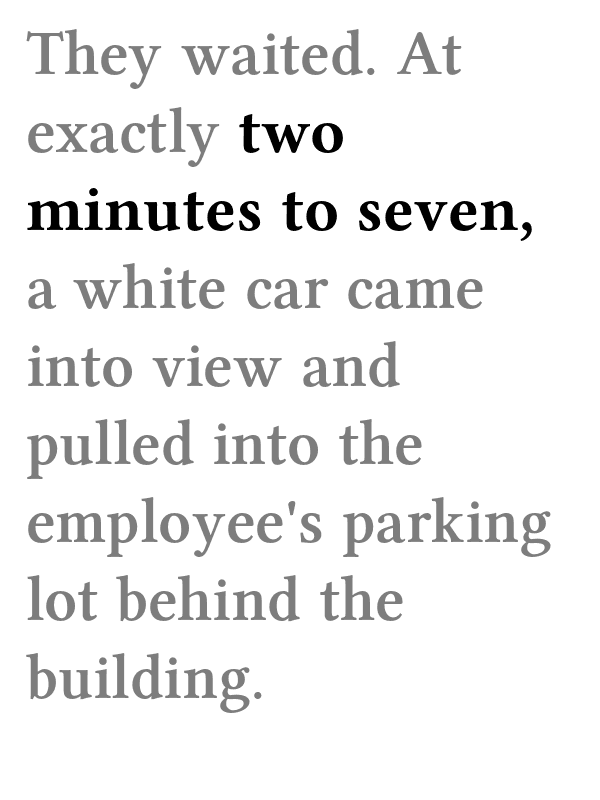 They waited. At
exactly two
minutes to seven,
a white car came
into view and
pulled into the
employee's parking
lot behind the
building.